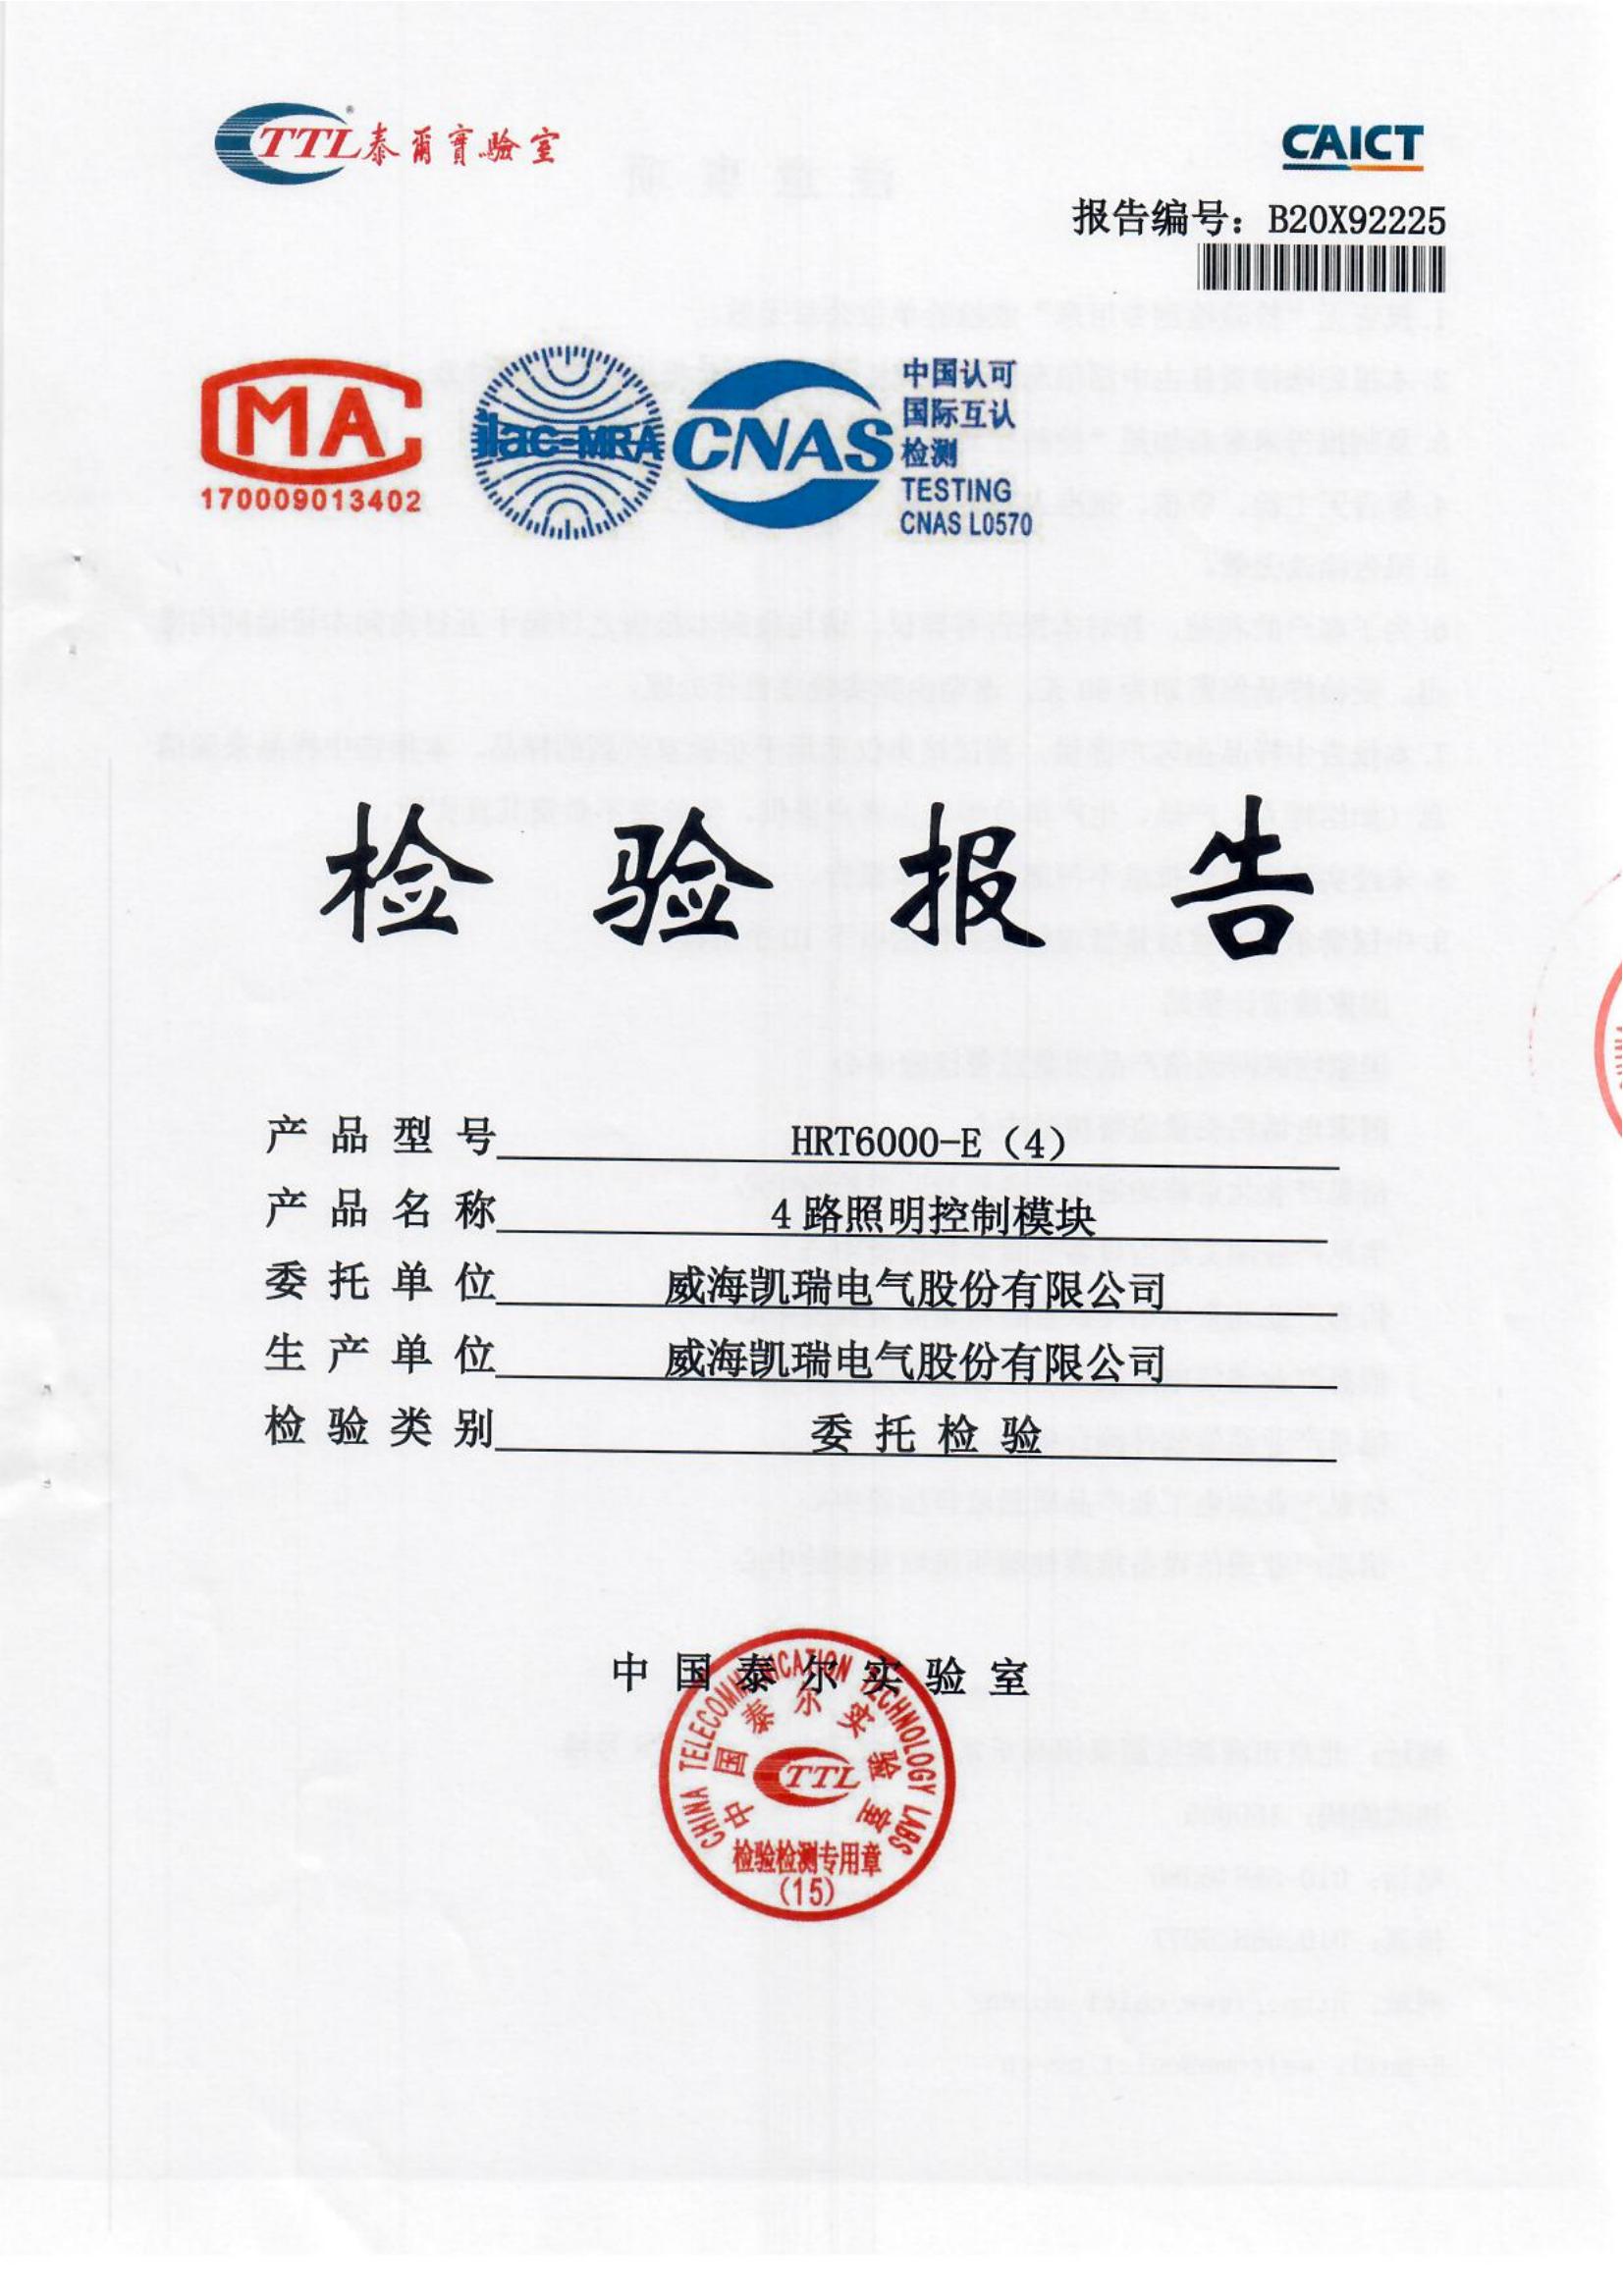 TTL®泰爾實驗室
CAICT
报告编号：B20X92225
MA
170009013402
ilac-MRA
CNAS
中国认可
国际互认
检测
TESTING
CNAS L0570
检验报告
产品型号 HRT6000-E（4）
产品名称 4路照明控制模块
委托单位 威海凯瑞电气股份有限公司
生产单位 威海凯瑞电气股份有限公司
检验类别 委托检验
中国泰尔实验室
CHINA TELECOMMUNICATION TECHNOLOGY LABS
中国泰尔实验室
TTL
检验检测专用章
(15)